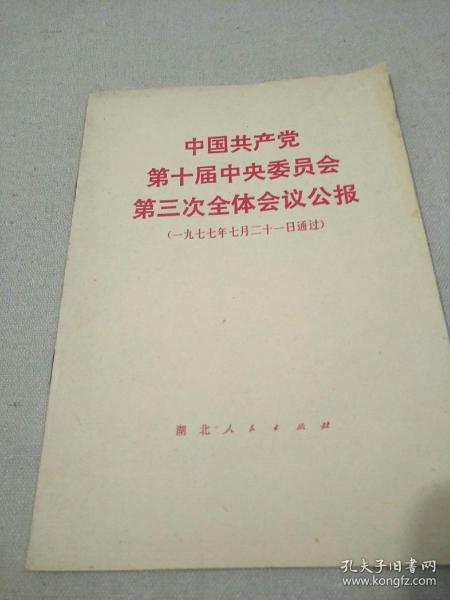 中国共产党
第十届中央委员会
第三次全体会议公报
(一九七七年七月二十一日通过)
湖北人民出版社
孔夫子旧书网
www.kongfz.com